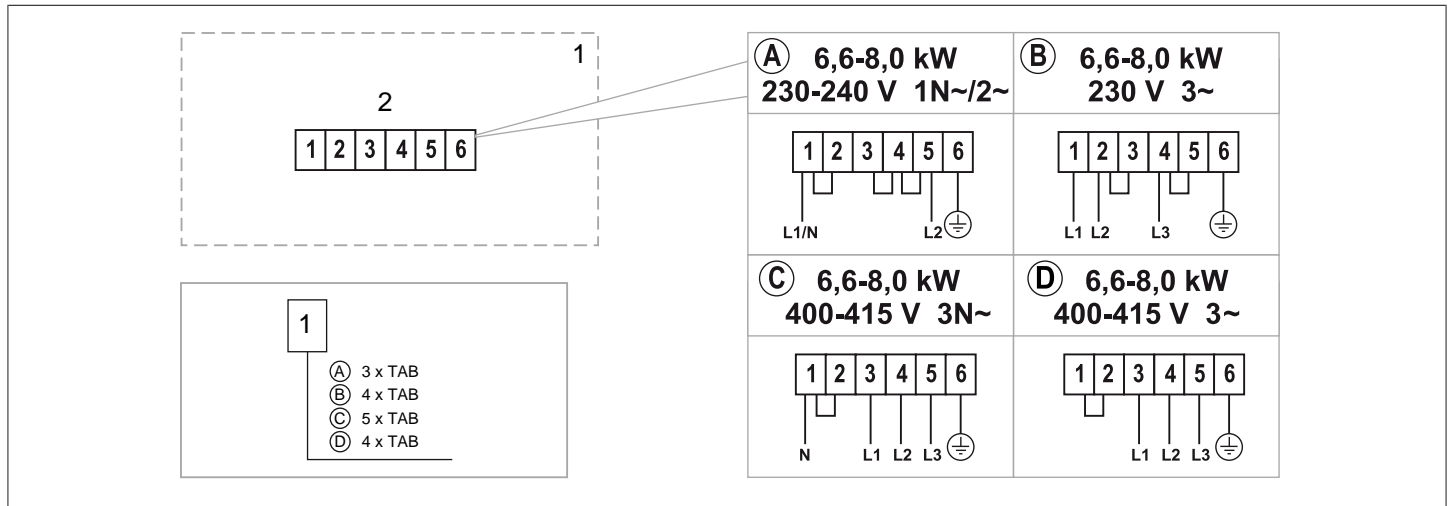 1
2
1 2 3 4 5 6
1
A 3 x TAB
B 4 x TAB
C 5 x TAB
D 4 x TAB
A 6,6-8,0 kW
230-240 V 1N~/2~
1 2 3 4 5 6
L1/N L2
B 6,6-8,0 kW
230 V 3~
1 2 3 4 5 6
L1 L2 L3
C 6,6-8,0 kW
400-415 V 3N~
1 2 3 4 5 6
N L1 L2 L3
D 6,6-8,0 kW
400-415 V 3~
1 2 3 4 5 6
L1 L2 L3